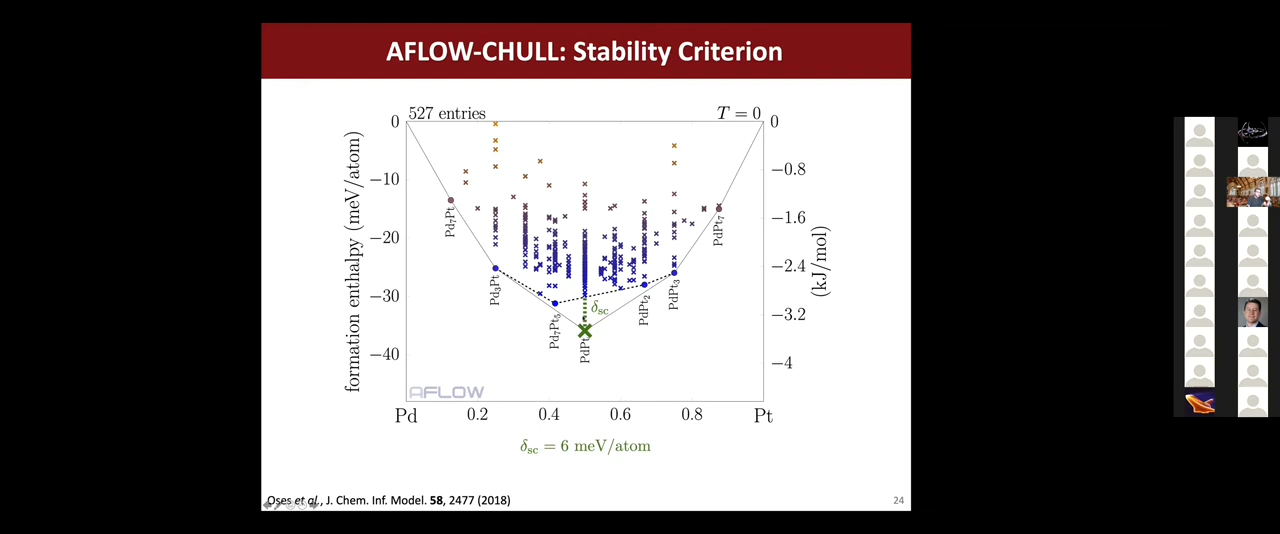 AFLOW-CHULL: Stability Criterion
527 entries
T = 0
formation enthalpy (meV/atom)
0
−10
−20
−30
−40
0
−0.8
−1.6
−2.4
−3.2
−4
(kJ/mol)
Pd₇Pt
Pd₃Pt
Pd₇Pt₅
PdPt
PdPt₂
PdPt₃
PdPt₇
δsc
AFLOW
Pd
0.2
0.4
0.6
0.8
Pt
δsc = 6 meV/atom
Oses et al., J. Chem. Inf. Model. 58, 2477 (2018)
24